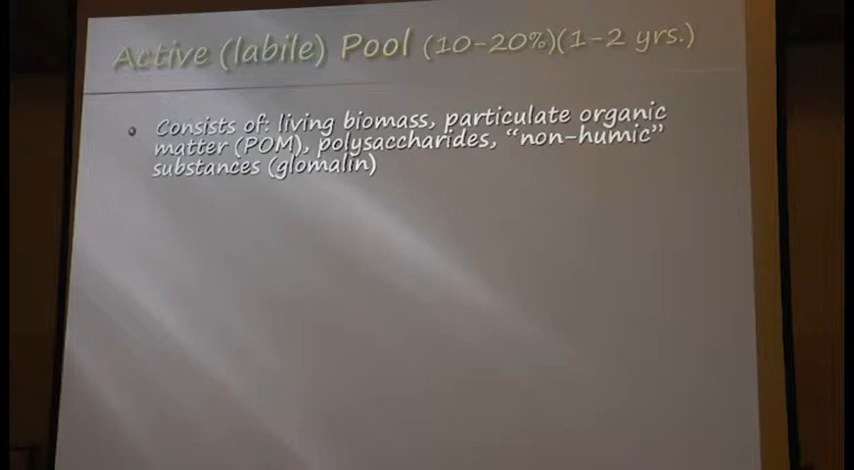 Active (labile) Pool (10-20%)(1-2 yrs.)
Consists of: living biomass, particulate organic
matter (POM), polysaccharides, “non-humic”
substances (glomalin)